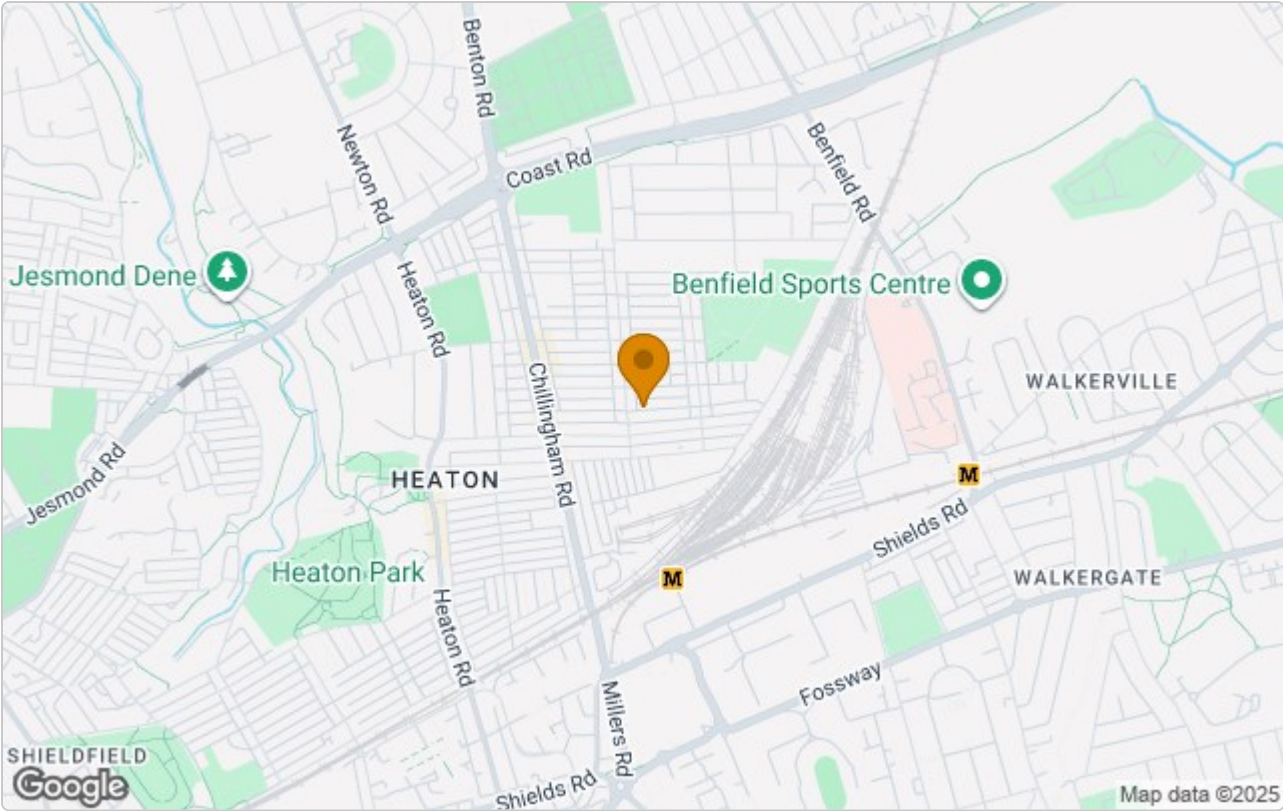 Benton Rd
Newton Rd
Coast Rd
Benfield Rd
Jesmond Dene
Heaton Rd
Benfield Sports Centre
Chillingham Rd
WALKERVILLE
Jesmond Rd
HEATON
M
Shields Rd
M
Heaton Park
WALKERGATE
Heaton Rd
Millers Rd
Fossway
SHIELDFIELD
Google
Shields Rd
Map data ©2025